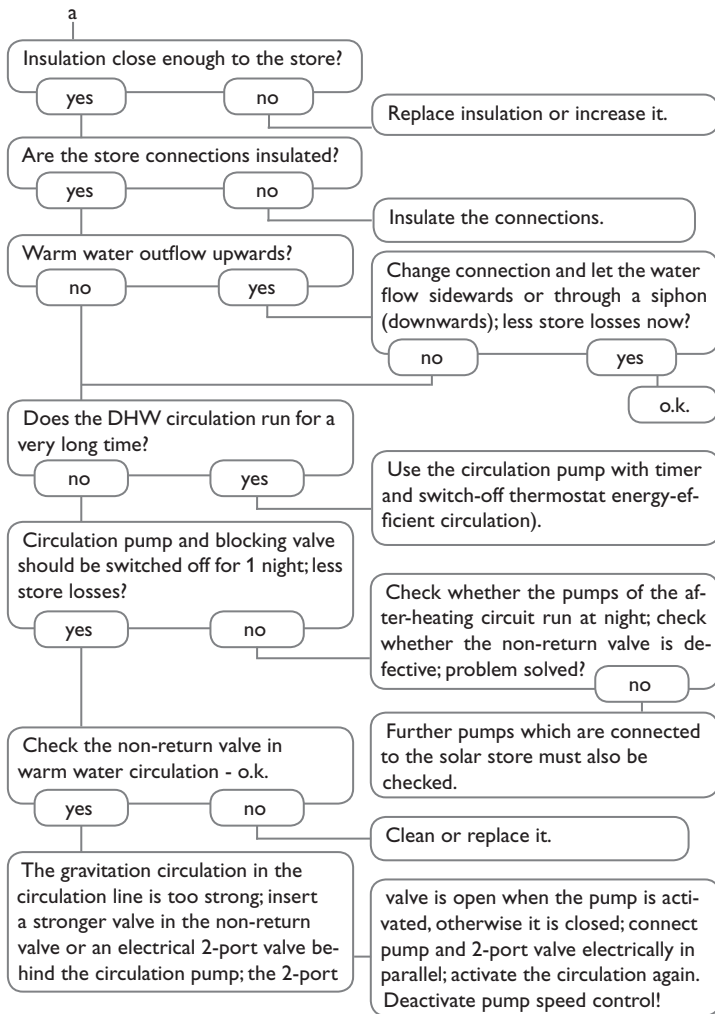 a
Insulation close enough to the store?
yes
no
Replace insulation or increase it.
Are the store connections insulated?
yes
no
Insulate the connections.
Warm water outflow upwards?
no
yes
Change connection and let the water
flow sidewards or through a siphon
(downwards); less store losses now?
no
yes
o.k.
Does the DHW circulation run for a
very long time?
no
yes
Use the circulation pump with timer
and switch-off thermostat energy-ef-
ficient circulation).
Circulation pump and blocking valve
should be switched off for 1 night; less
store losses?
yes
no
Check whether the pumps of the af-
ter-heating circuit run at night; check
whether the non-return valve is de-
fective; problem solved?
no
Further pumps which are connected
to the solar store must also be
checked.
Check the non-return valve in
warm water circulation - o.k.
yes
no
Clean or replace it.
The gravitation circulation in the
circulation line is too strong; insert
a stronger valve in the non-return
valve or an electrical 2-port valve be-
hind the circulation pump; the 2-port
valve is open when the pump is acti-
vated, otherwise it is closed; connect
pump and 2-port valve electrically in
parallel; activate the circulation again.
Deactivate pump speed control!